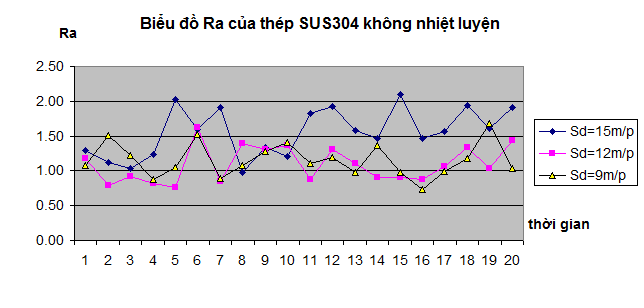 Biểu đồ Ra của thép SUS304 không nhiệt luyện
Ra
2.50
2.00
1.50
1.00
0.50
0.00
1 2 3 4 5 6 7 8 9 10 11 12 13 14 15 16 17 18 19 20
thời gian
Sd=15m/p
Sd=12m/p
Sd=9m/p